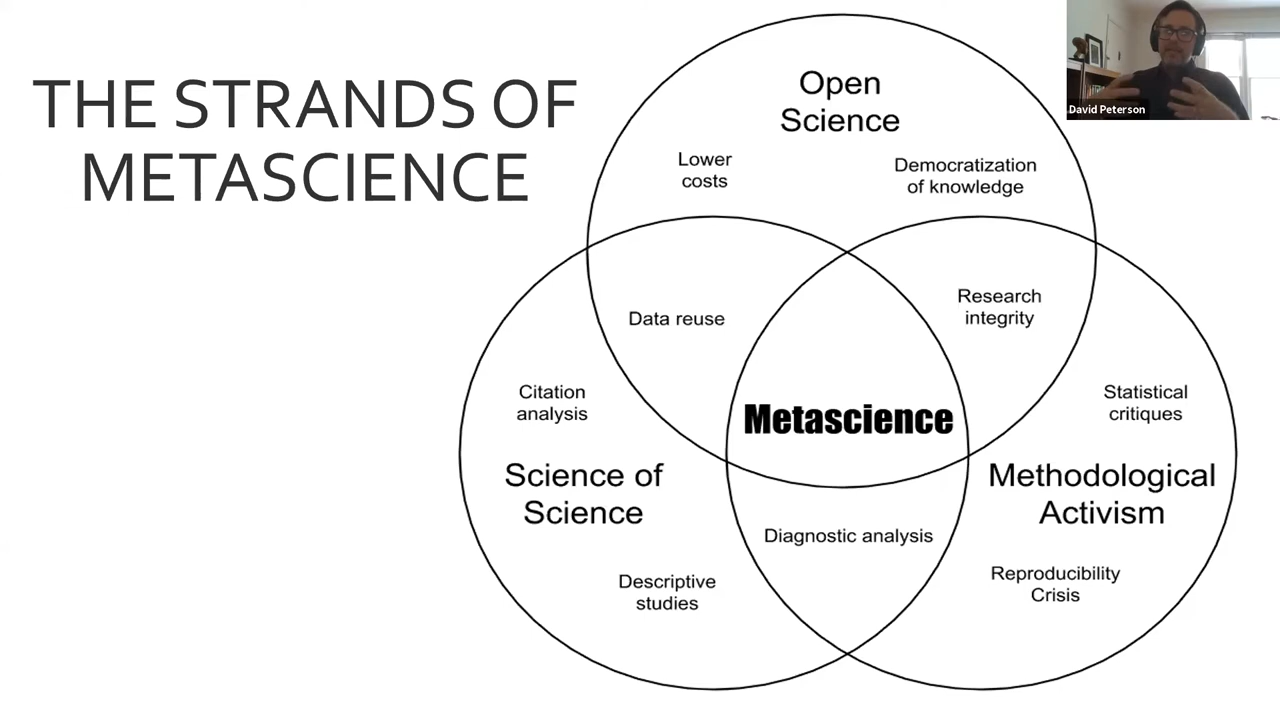 THE STRANDS OF
METASCIENCE
Open
Science
David Peterson
Lower
costs
Democratization
of knowledge
Data reuse
Research
integrity
Citation
analysis
Metascience
Statistical
critiques
Science of
Science
Methodological
Activism
Diagnostic analysis
Descriptive
studies
Reproducibility
Crisis